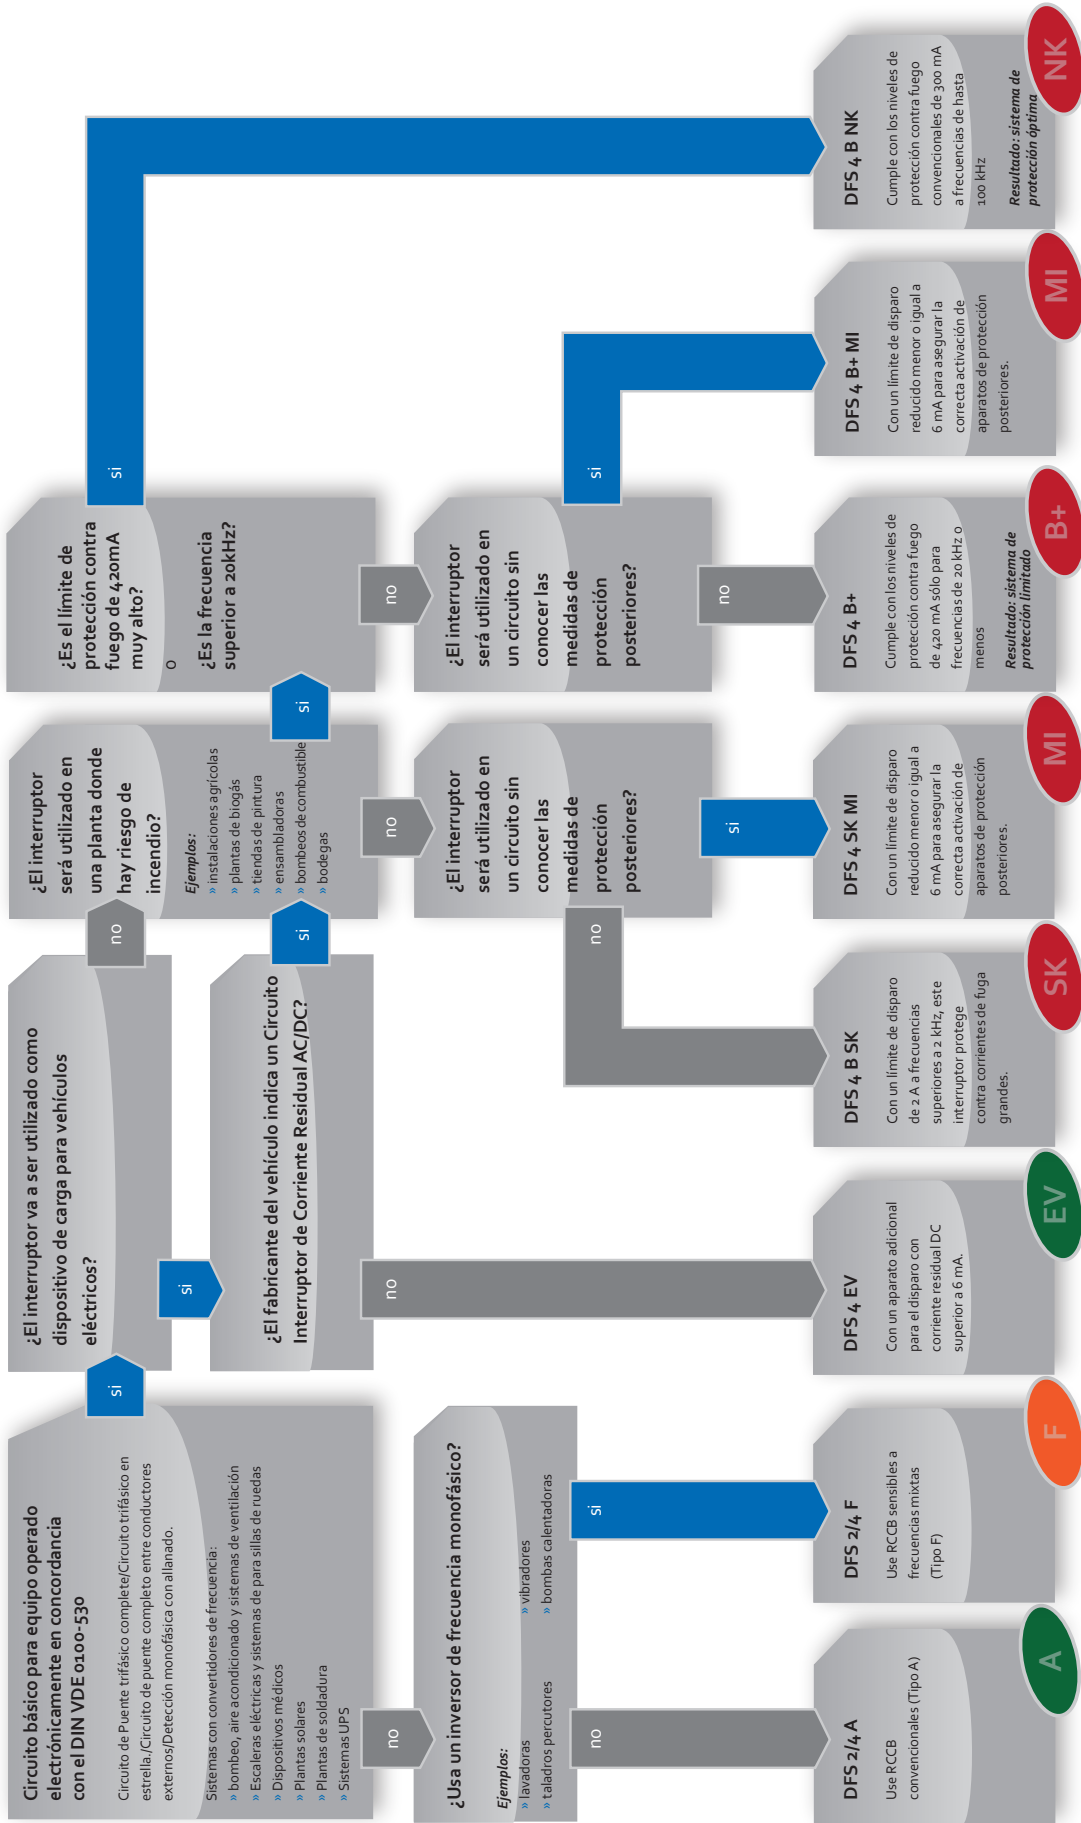 Circuito básico para equipo operado
electrónicamente en concordancia
con el DIN VDE 0100-530
Circuito de Puente trifásico complete/Circuito trifásico en
estrella./Circuito de puente completo entre conductores
externos/Detección monofásica con allanado.
Sistemas con convertidores de frecuencia:
» bombeo, aire acondicionado y sistemas de ventilación
» Escaleras eléctricas y sistemas de para sillas de ruedas
» Dispositivos médicos
» Plantas solares
» Plantas de soldadura
» Sistemas UPS
si
no
¿El interruptor va a ser utilizado como
dispositivo de carga para vehículos
eléctricos?
no
si
¿El fabricante del vehículo indica un Circuito
Interruptor de Corriente Residual AC/DC?
si
no
¿El interruptor
será utilizado en
una planta donde
hay riesgo de
incendio?
Ejemplos:
» instalaciones agrícolas
» plantas de biogás
» tiendas de pintura
» ensambladoras
» bombeos de combustible
» bodegas
si
no
¿Es el límite de
protección contra
fuego de 420mA
muy alto?
o
¿Es la frecuencia
superior a 20kHz?
si
no
¿Usa un inversor de frecuencia monofásico?
Ejemplos:
» lavadoras
» taladros percutores
» vibradores
» bombas calentadoras
no
si
¿El interruptor
será utilizado en
un circuito sin
conocer las
medidas de
protección
posteriores?
no
si
¿El interruptor
será utilizado en
un circuito sin
conocer las
medidas de
protección
posteriores?
no
si
DFS 2/4 A
Use RCCB
convencionales (Tipo A)
A
DFS 2/4 F
Use RCCB sensibles a
frecuencias mixtas
(Tipo F)
F
DFS 4 EV
Con un aparato adicional
para el disparo con
corriente residual DC
superior a 6 mA.
EV
DFS 4 B SK
Con un límite de disparo
de 2 A a frecuencias
superiores a 2 kHz, este
interruptor protege
contra corrientes de fuga
grandes.
SK
DFS 4 SK MI
Con un límite de disparo
reducido menor o igual a
6 mA para asegurar la
correcta activación de
aparatos de protección
posteriores.
MI
DFS 4 B+
Cumple con los niveles de
protección contra fuego
de 420 mA sólo para
frecuencias de 20 kHz o
menos
Resultado: sistema de
protección limitado
B+
DFS 4 B+ MI
Con un límite de disparo
reducido menor o igual a
6 mA para asegurar la
correcta activación de
aparatos de protección
posteriores.
MI
DFS 4 B NK
Cumple con los niveles de
protección contra fuego
convencionales de 300 mA
a frecuencias de hasta
100 kHz
Resultado: sistema de
protección óptima
NK